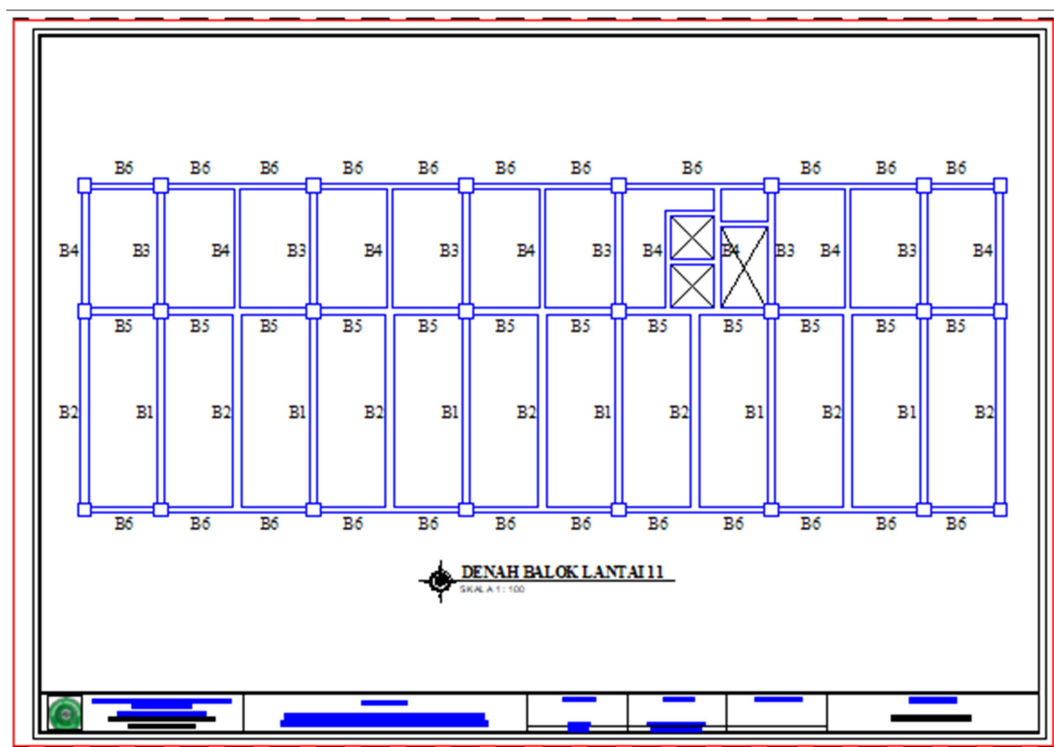 B6 B6 B6 B6 B6 B6 B6 B6 B6 B6 B6
B4 B3 B4 B3 B4 B3 B4 B3 B4 B4 B3 B4 B3 B4
B5 B5 B5 B5 B5 B5 B5 B5 B5 B5 B5 B5
B2 B1 B2 B1 B2 B1 B2 B1 B2 B1 B2 B1 B2
B6 B6 B6 B6 B6 B6 B6 B6 B6 B6 B6 B6
DENAH BALOK LANTAI 11
SKALA 1 : 100